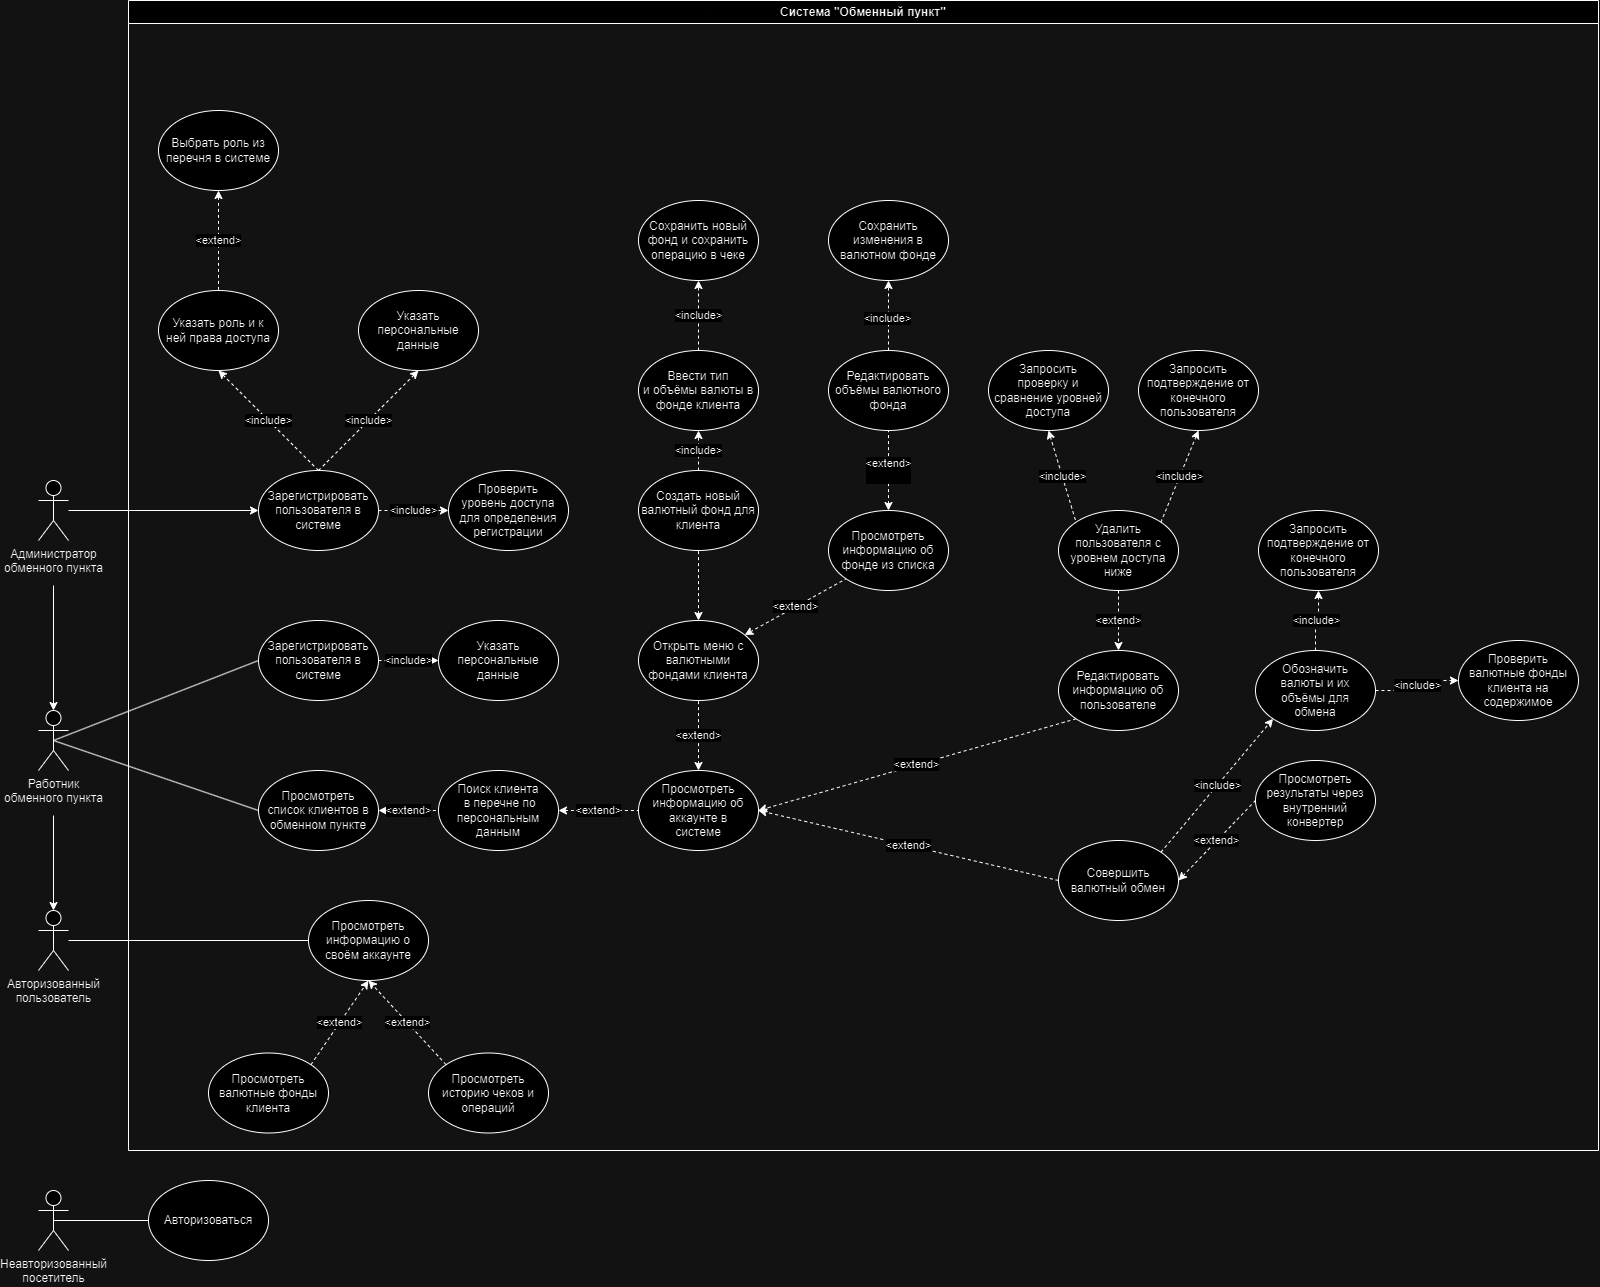 Система "Обменный пункт"
Выбрать роль из
перечня в системе
<extend>
Указать роль и к
ней права доступа
Указать
персональные
данные
<include>
<include>
Сохранить новый
фонд и сохранить
операцию в чеке
<include>
Ввести тип
и объёмы валюты в
фонде клиента
<include>
Сохранить
изменения в
валютном фонде
<include>
Редактировать
объёмы валютного
фонда
<extend>
Запросить
проверку и
сравнение уровней
доступа
Запросить
подтверждение от
конечного
пользователя
<include>
<include>
Администратор
обменного пункта
Зарегистрировать
пользователя в
системе
<include>
Проверить
уровень доступа
для определения
регистрации
Создать новый
валютный фонд для
клиента
Просмотреть
информацию об
фонде из списка
<extend>
Удалить
пользователя с
уровнем доступа
ниже
<extend>
Запросить
подтверждение от
конечного
пользователя
<include>
Зарегистрировать
пользователя в
системе
<include>
Указать
персональные
данные
Открыть меню с
валютными
фондами клиента
<extend>
Редактировать
информацию об
пользователе
<extend>
Обозначить
валюты и их
объёмы для
обмена
<include>
Проверить
валютные фонды
клиента на
содержимое
Работник
обменного пункта
Просмотреть
список клиентов в
обменном пункте
<extend>
Поиск клиента
в перечне по
персональным
данным
<extend>
Просмотреть
информацию об
аккаунте в
системе
<extend>
<include>
Просмотреть
результаты через
внутренний
конвертер
<extend>
Совершить
валютный обмен
Авторизованный
пользователь
Просмотреть
информацию о
своём аккаунте
<extend>
<extend>
Просмотреть
валютные фонды
клиента
Просмотреть
историю чеков и
операций
Неавторизованный
посетитель
Авторизоваться